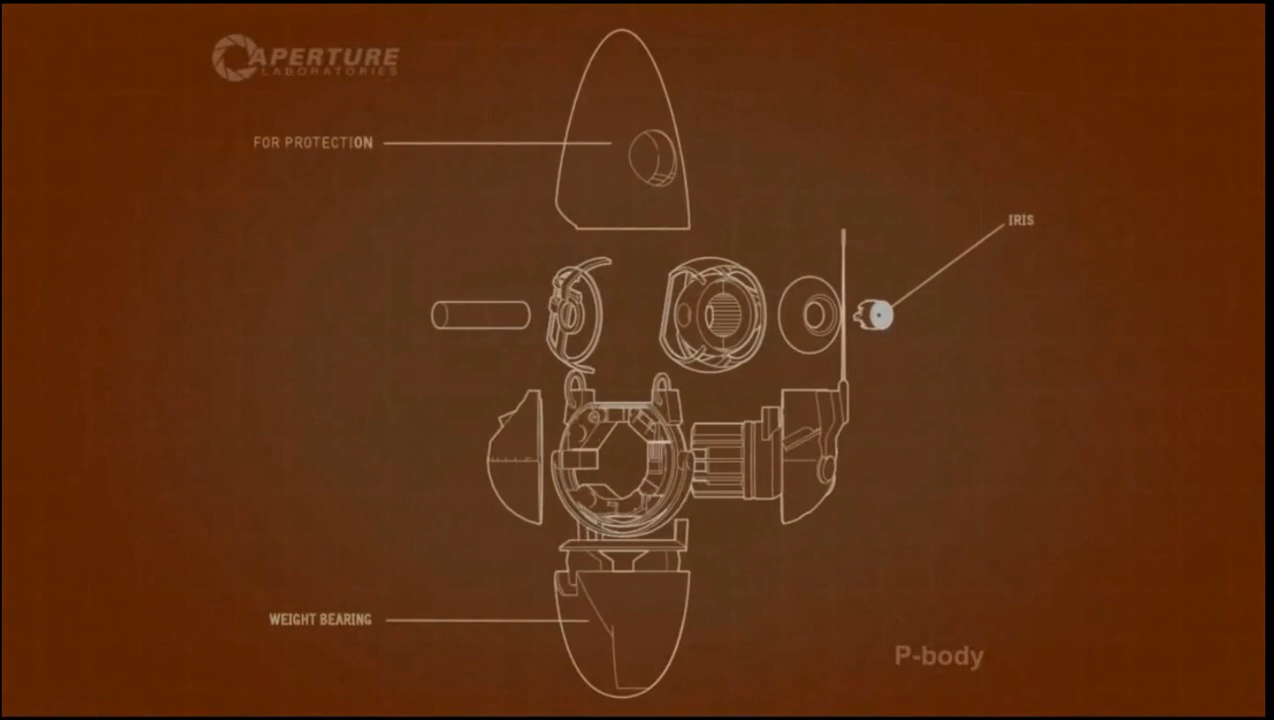 APERTURE
LABORATORIES
FOR PROTECTION
IRIS
WEIGHT BEARING
P-body